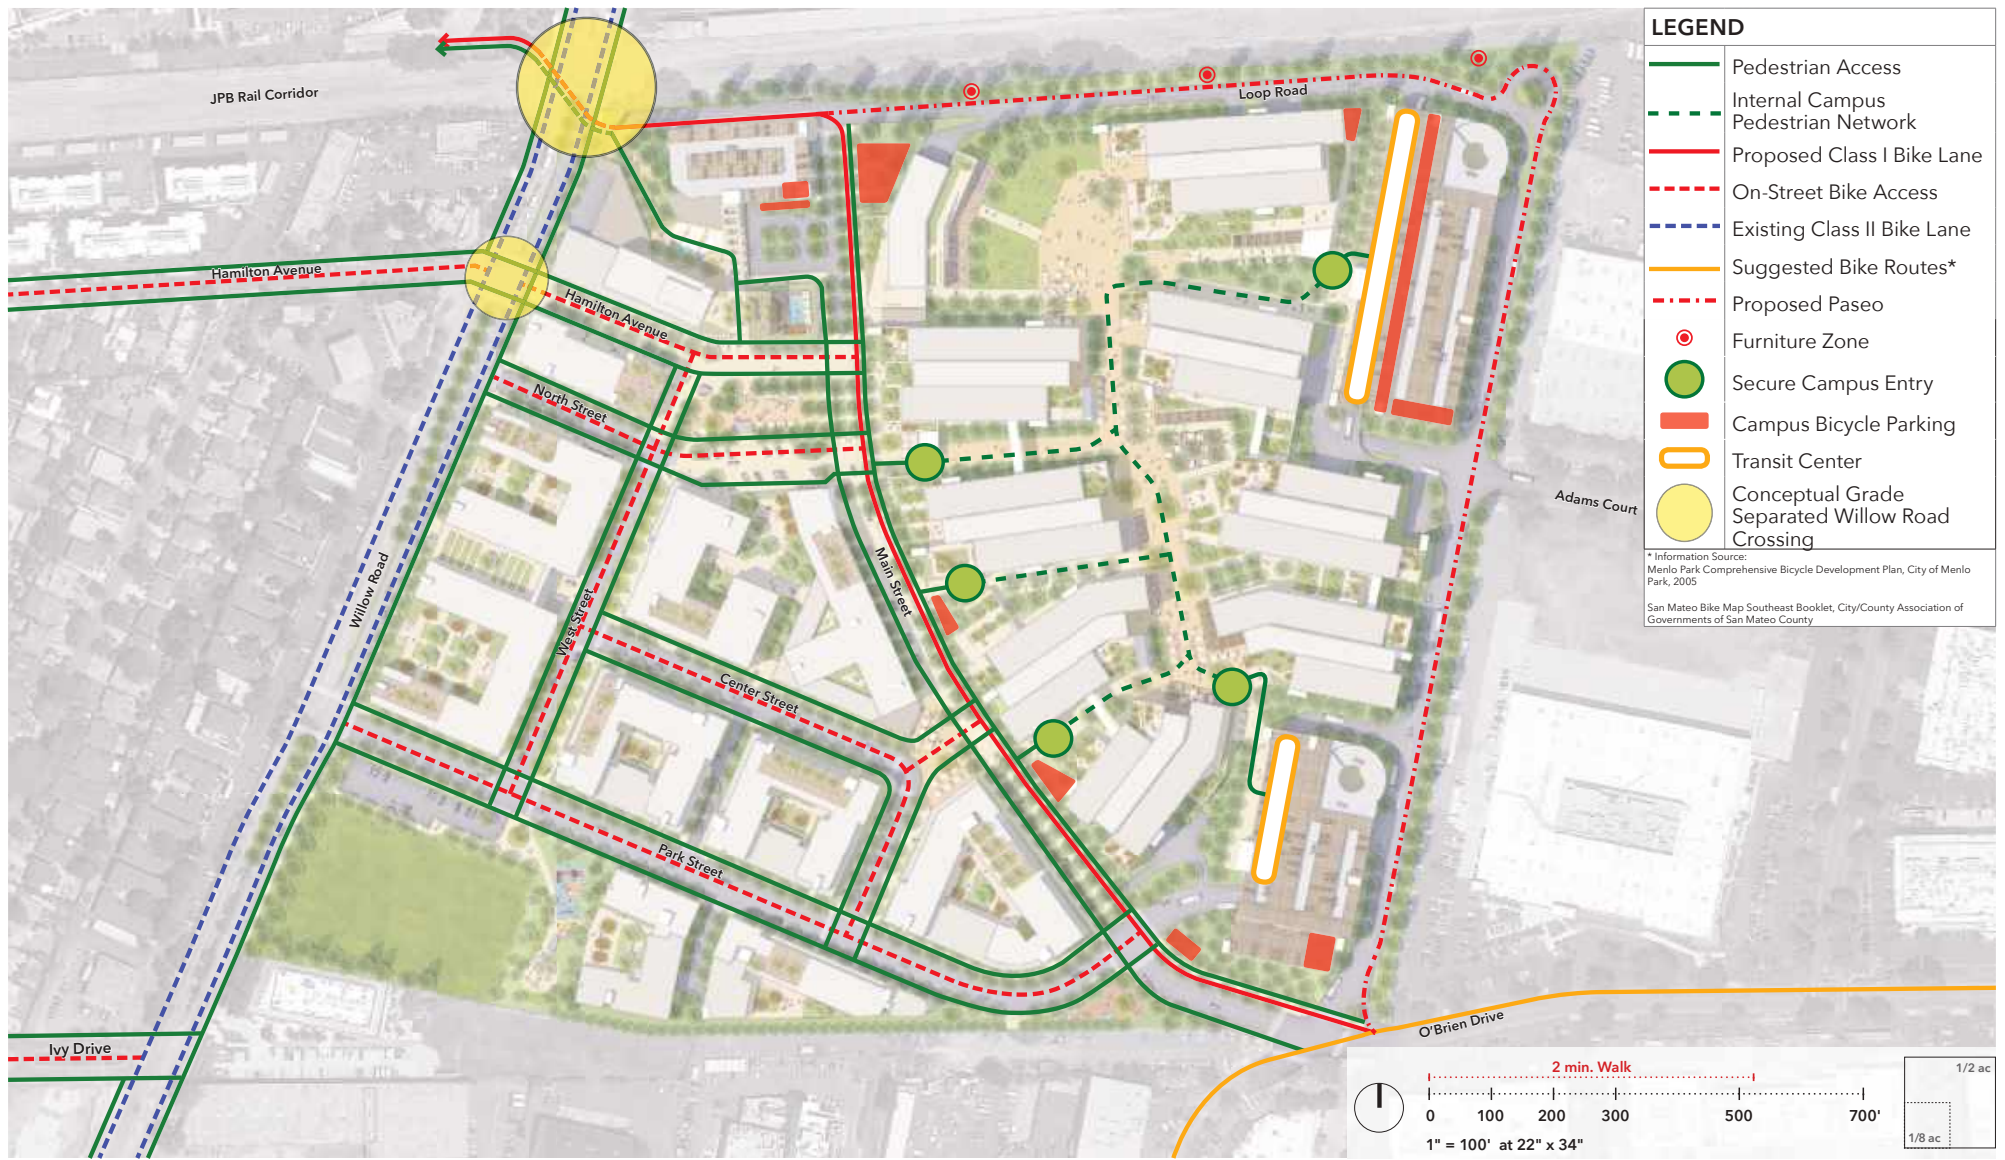 LEGEND
Pedestrian Access
Internal Campus
Pedestrian Network
Proposed Class I Bike Lane
On-Street Bike Access
Existing Class II Bike Lane
Suggested Bike Routes*
Proposed Paseo
Furniture Zone
Secure Campus Entry
Campus Bicycle Parking
Transit Center
Conceptual Grade
Separated Willow Road
Crossing
* Information Source:
Menlo Park Comprehensive Bicycle Development Plan, City of Menlo
Park, 2005
San Mateo Bike Map Southeast Booklet, City/County Association of
Governments of San Mateo County
JPB Rail Corridor
Loop Road
Hamilton Avenue
Hamilton Avenue
North Street
Adams Court
Main Street
Willow Road
West Street
Center Street
Park Street
O'Brien Drive
Ivy Drive
2 min. Walk
0 100 200 300 500 700'
1" = 100' at 22" x 34"
1/2 ac
1/8 ac